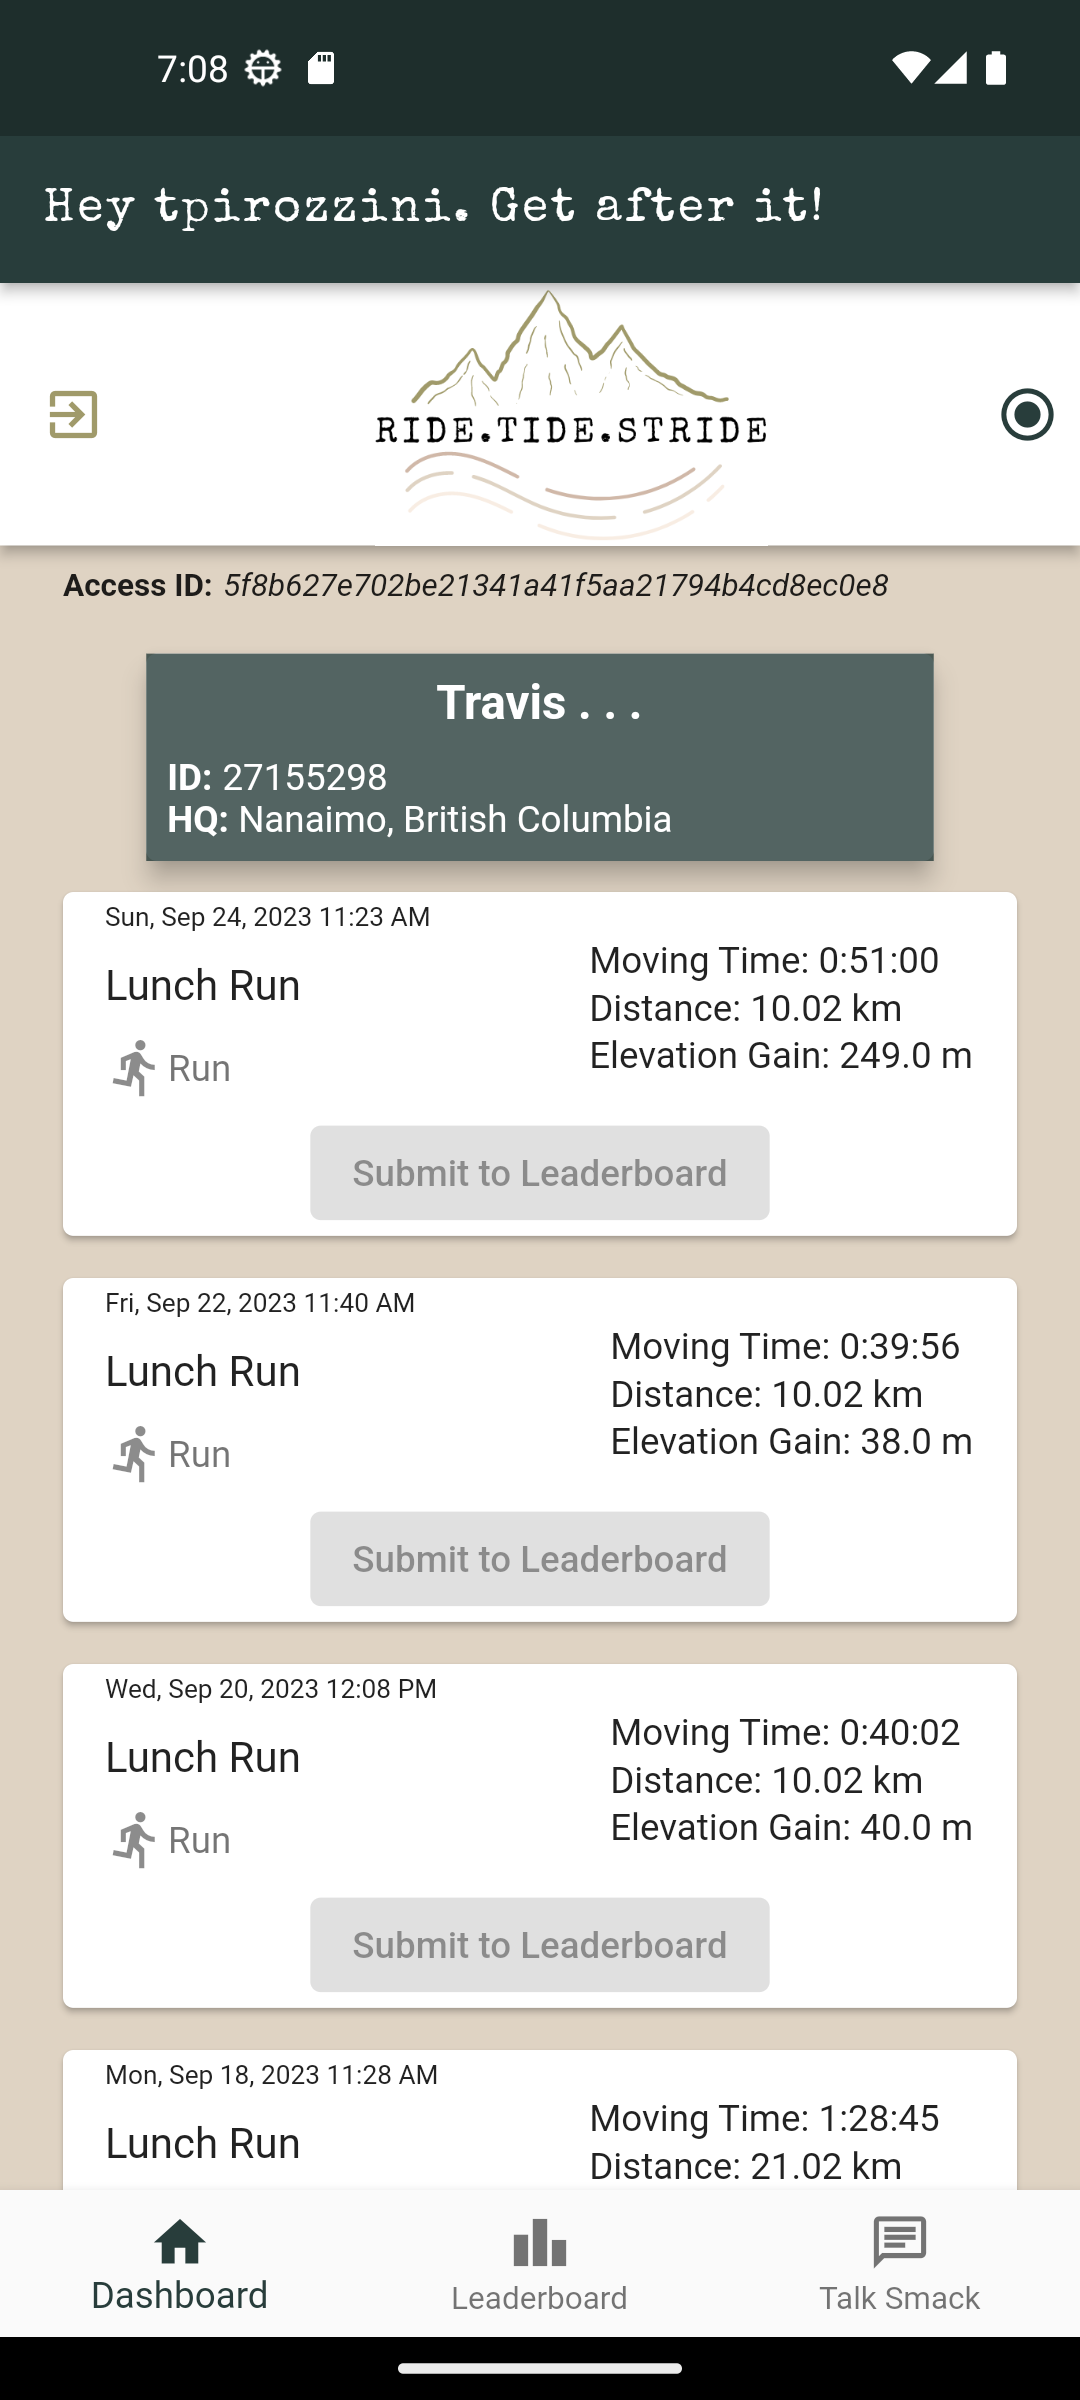 7:08
Hey tpirozzini. Get after it!
RIDE.TIDE.STRIDE
Access ID: 5f8b627e702be21341a41f5aa21794b4cd8ec0e8
Travis . . .
ID: 27155298
HQ: Nanaimo, British Columbia
Sun, Sep 24, 2023 11:23 AM
Lunch Run
Run
Moving Time: 0:51:00
Distance: 10.02 km
Elevation Gain: 249.0 m
Submit to Leaderboard
Fri, Sep 22, 2023 11:40 AM
Lunch Run
Run
Moving Time: 0:39:56
Distance: 10.02 km
Elevation Gain: 38.0 m
Submit to Leaderboard
Wed, Sep 20, 2023 12:08 PM
Lunch Run
Run
Moving Time: 0:40:02
Distance: 10.02 km
Elevation Gain: 40.0 m
Submit to Leaderboard
Mon, Sep 18, 2023 11:28 AM
Lunch Run
Moving Time: 1:28:45
Distance: 21.02 km
Dashboard
Leaderboard
Talk Smack